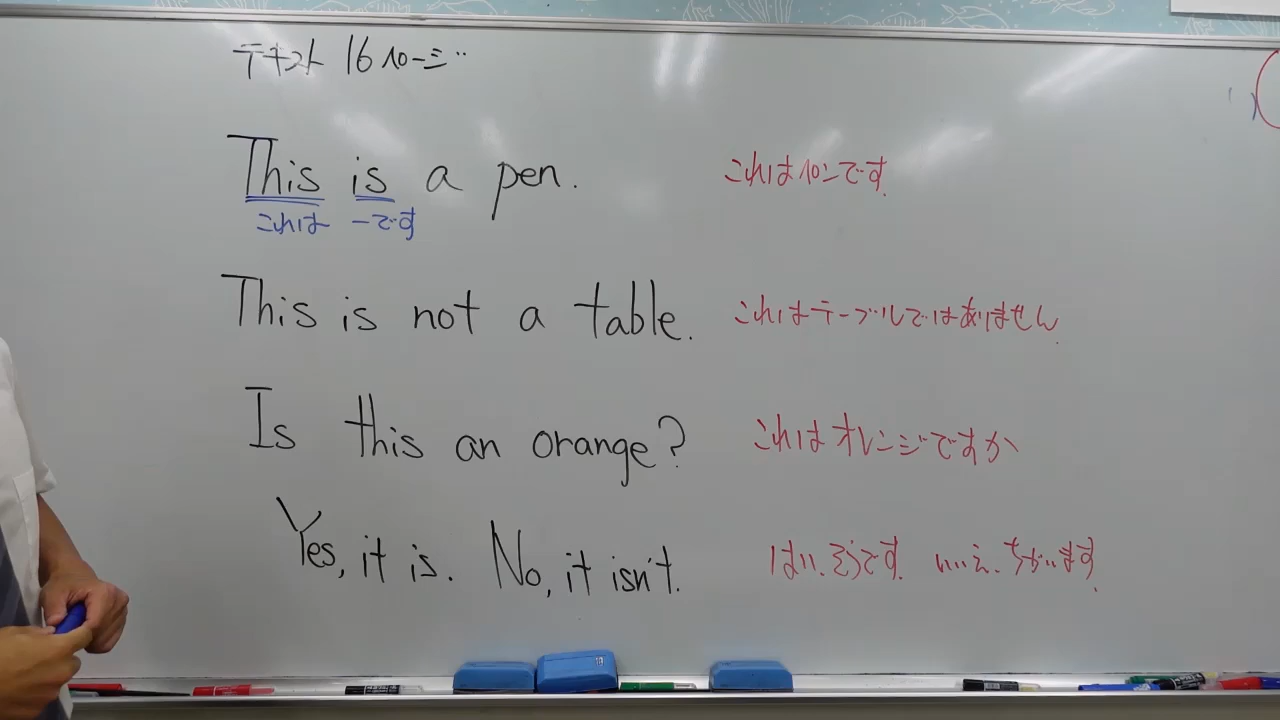 テキスト 16ページ
This is a pen. これはペンです.
これは ーです
This is not a table. これはテーブルではありません.
Is this an orange? これはオレンジですか
Yes, it is. No, it isn't. はい、そうです. いいえ、ちがいます.